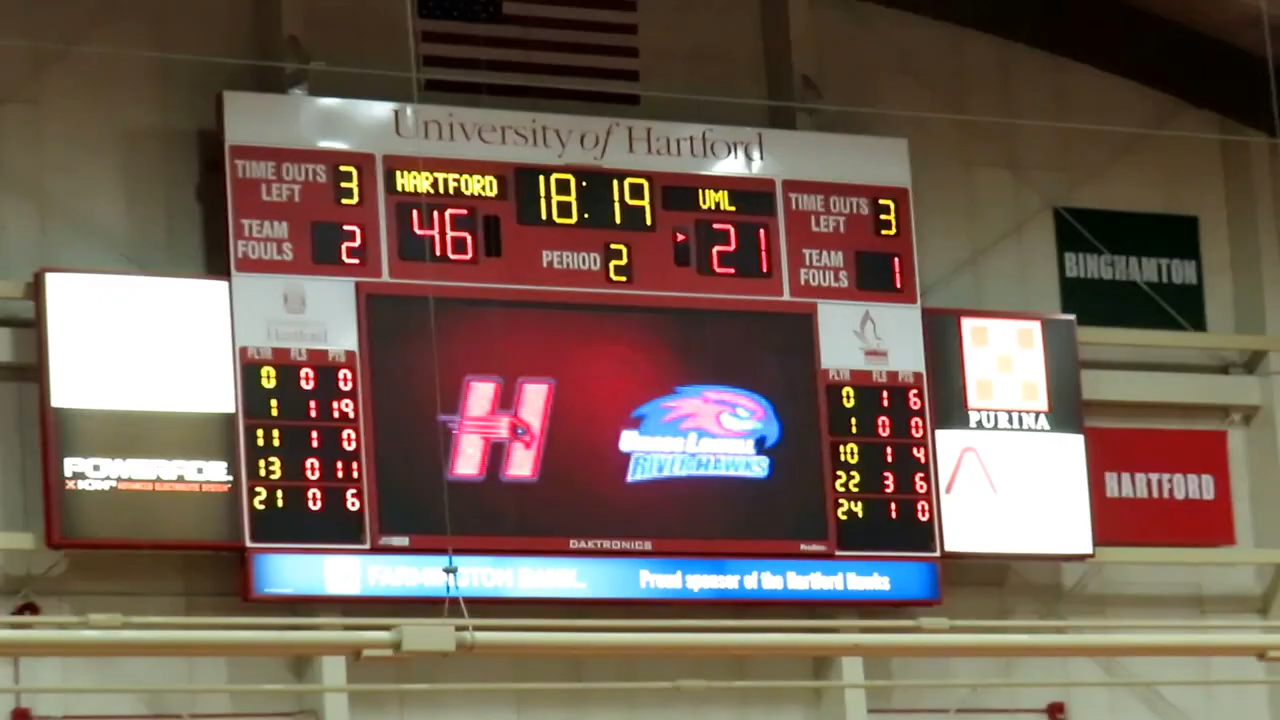 University of Hartford
TIME OUTS LEFT 3
HARTFORD 18:19 UML
TIME OUTS LEFT 3
TEAM FOULS 2
46 PERIOD 2 21
TEAM FOULS 1
BINGHAMTON
Hartford
PLYR FLS PTS
0 0 0
1 1 19
11 1 0
13 0 11
21 0 6
H
RIVER HAWKS
PLYR FLS PTS
0 1 6
1 0 0
10 1 4
22 3 6
24 1 0
POWERADE
PURINA
HARTFORD
DAKTRONICS
FARMINGTON BANK
Proud sponsor of the Hartford Hawks